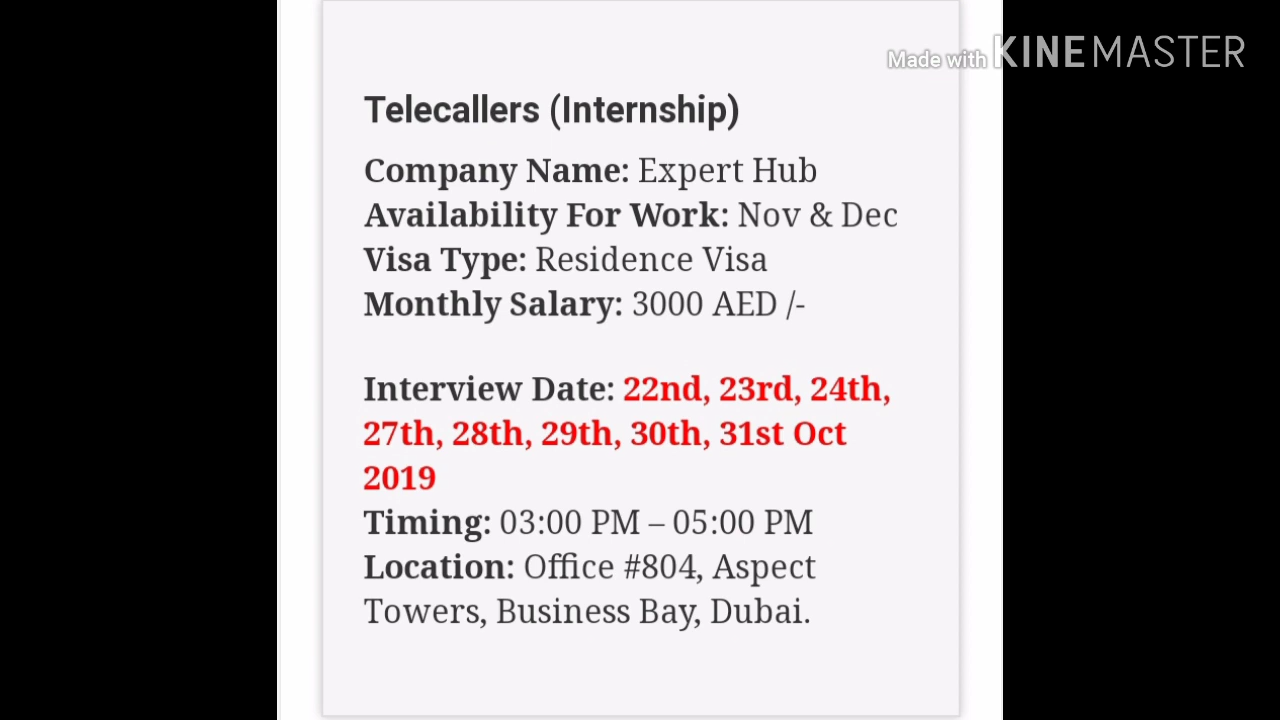 Made with KINEMASTER
Telecallers (Internship)
Company Name: Expert Hub
Availability For Work: Nov & Dec
Visa Type: Residence Visa
Monthly Salary: 3000 AED /-
Interview Date: 22nd, 23rd, 24th,
27th, 28th, 29th, 30th, 31st Oct
2019
Timing: 03:00 PM – 05:00 PM
Location: Office #804, Aspect
Towers, Business Bay, Dubai.